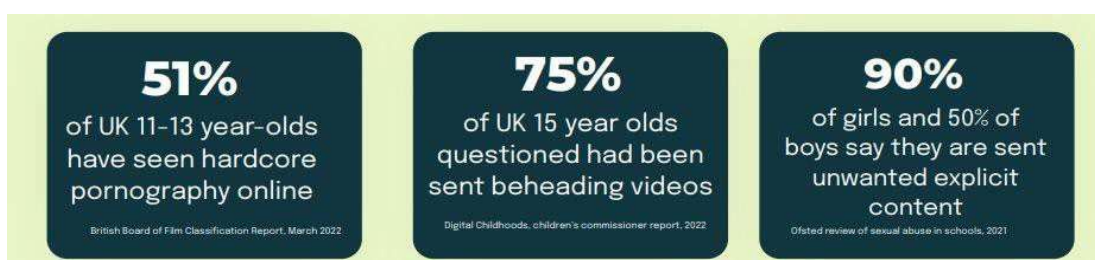 51%
of UK 11-13 year-olds
have seen hardcore
pornography online
British Board of Film Classification Report, March 2022
75%
of UK 15 year olds
questioned had been
sent beheading videos
Digital Childhoods, children's commissioner report, 2022
90%
of girls and 50% of
boys say they are sent
unwanted explicit
content
Ofsted review of sexual abuse in schools, 2021